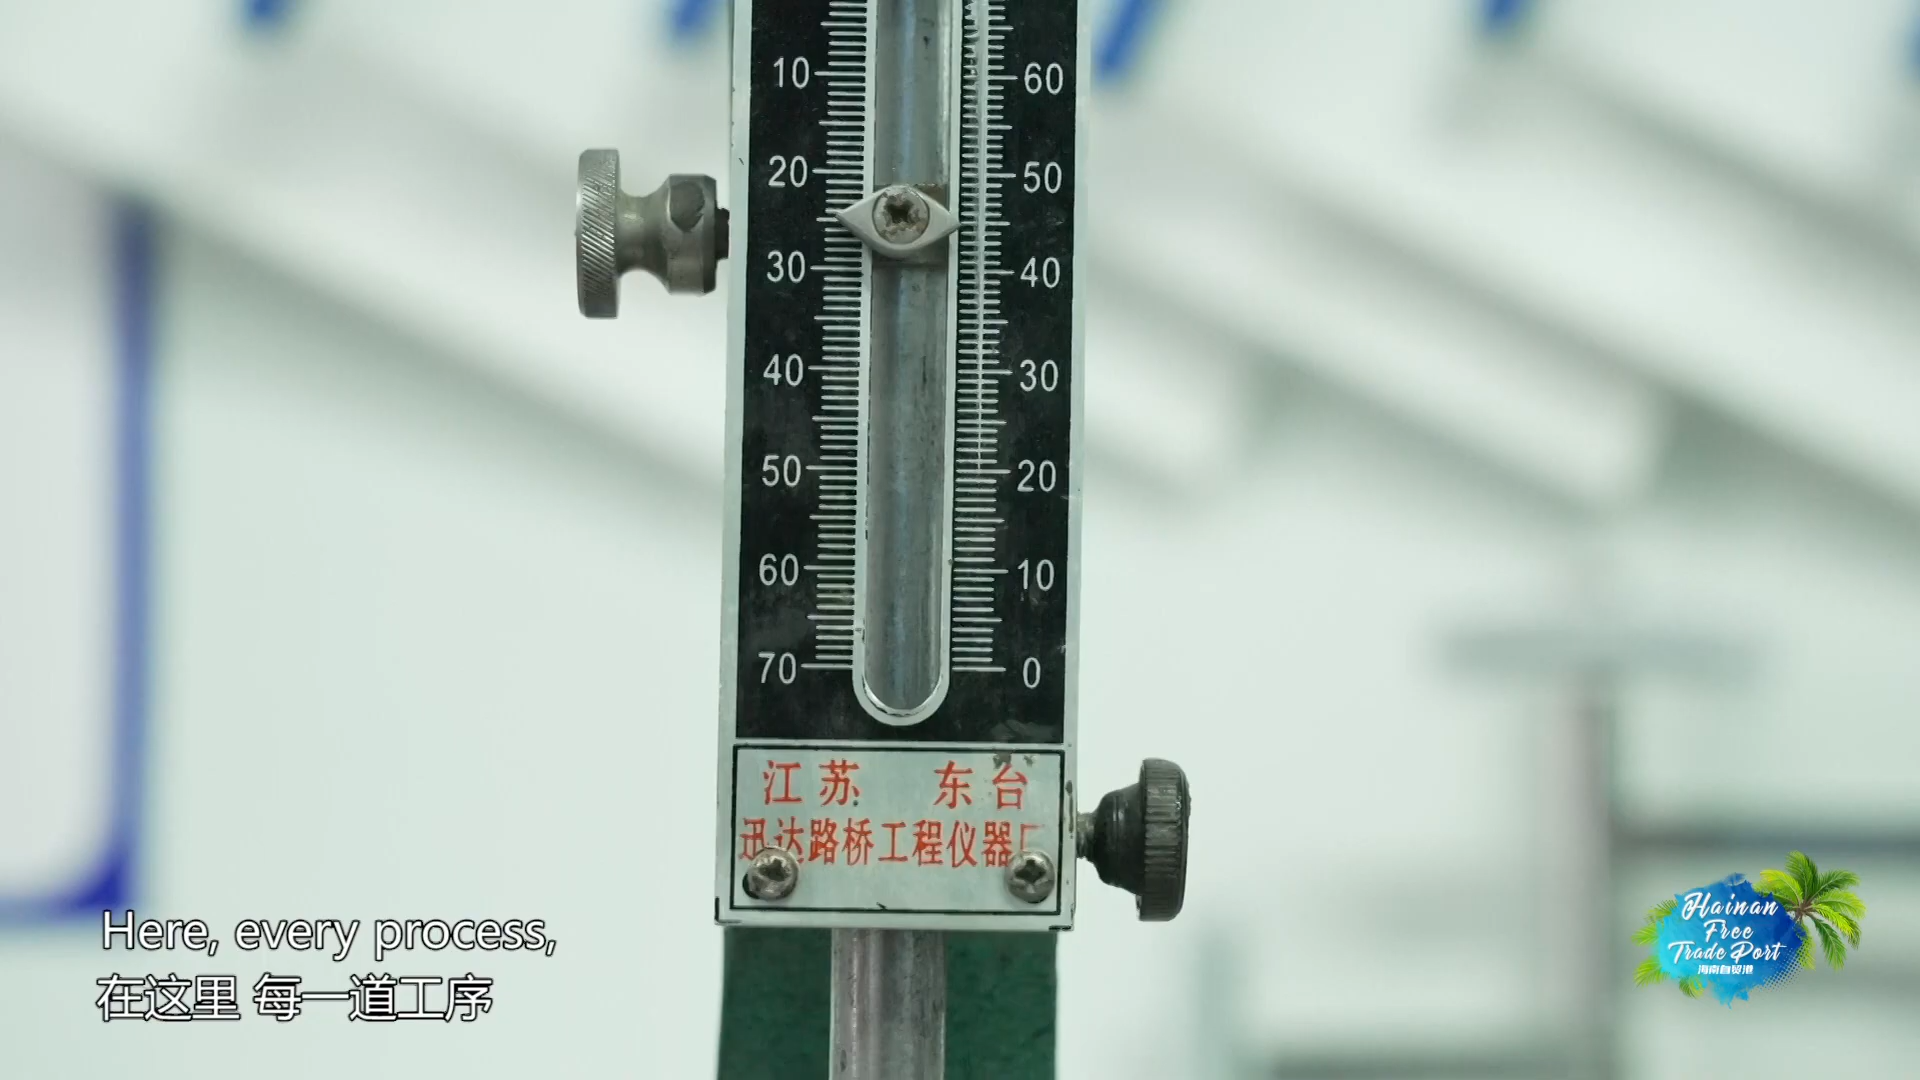 10 60
20 50
30 40
40 30
50 20
60 10
70 0
江苏 东台
迅达路桥工程仪器厂
Here, every process,
在这里 每一道工序
Hainan
Free
Trade Port
海南自贸港